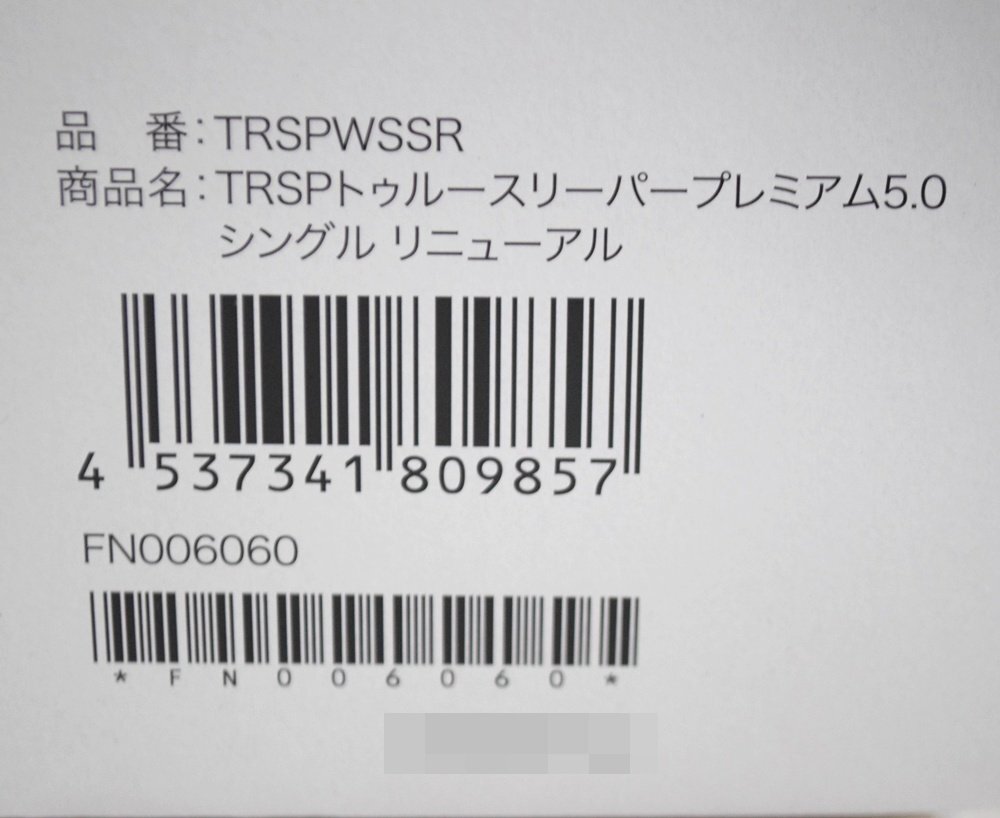 品　番：TRSPWSSR
商品名：TRSPトゥルースリーパープレミアム5.0
シングル リニューアル
4 537341 809857
FN006060
*FN006060*